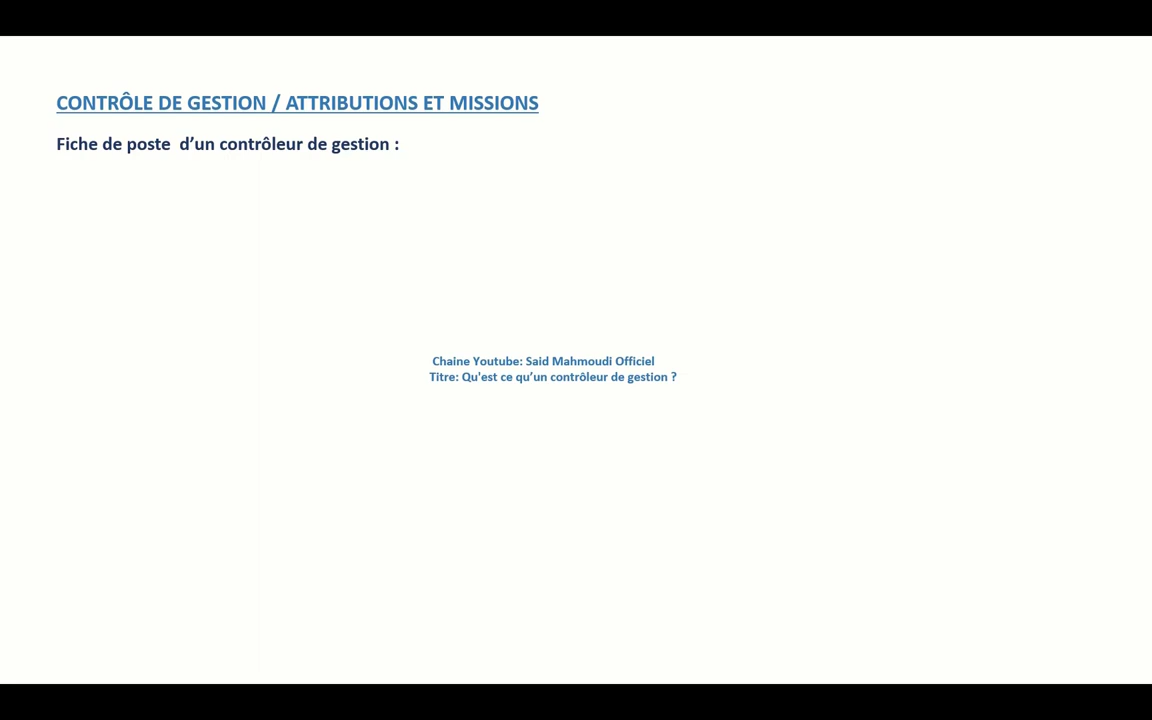 CONTRÔLE DE GESTION / ATTRIBUTIONS ET MISSIONS
Fiche de poste  d’un contrôleur de gestion :
Chaine Youtube: Said Mahmoudi Officiel
Titre: Qu'est ce qu’un contrôleur de gestion ?